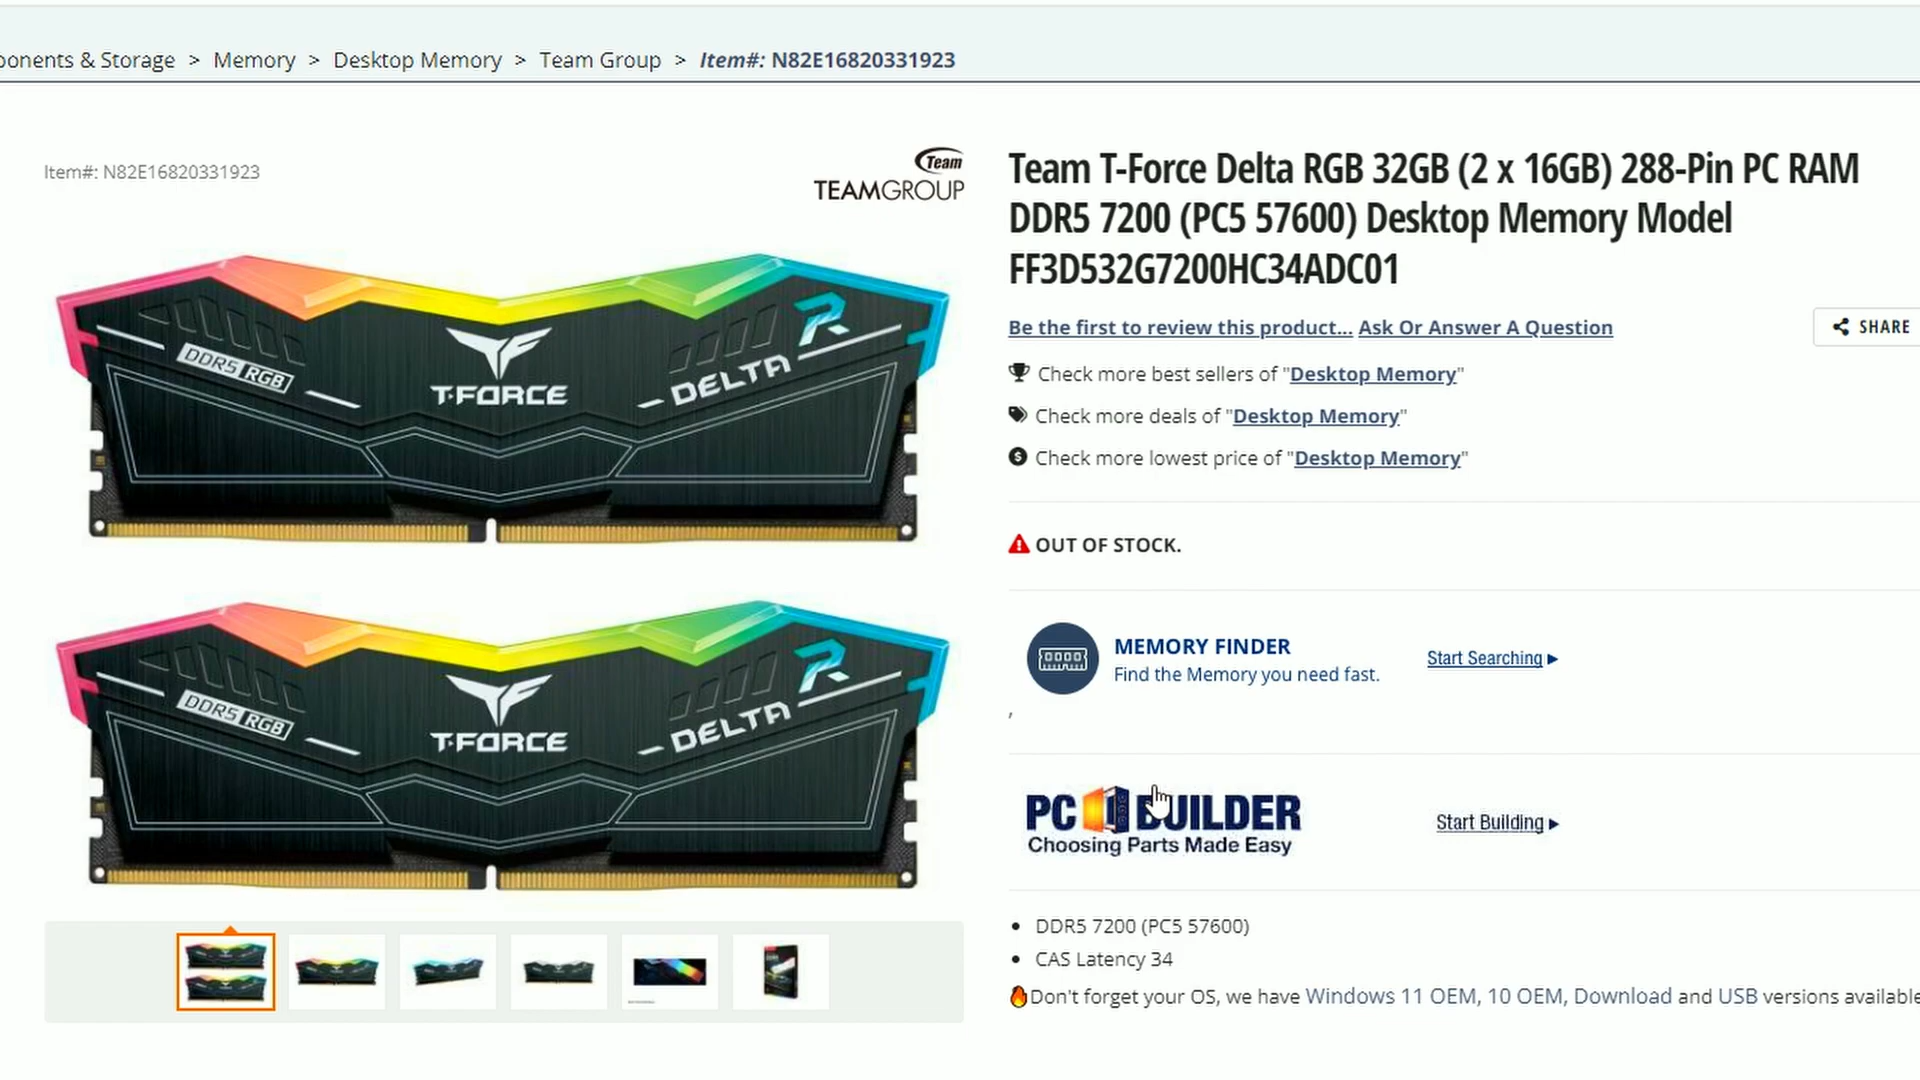 ponents & Storage > Memory > Desktop Memory > Team Group > Item#: N82E16820331923
Item#: N82E16820331923
Team
TEAMGROUP
DDR5 RGB
T-FORCE
DELTA
DDR5 RGB
T-FORCE
DELTA
Team T-Force Delta RGB 32GB (2 x 16GB) 288-Pin PC RAM
DDR5 7200 (PC5 57600) Desktop Memory Model
FF3D532G7200HC34ADC01
Be the first to review this product... Ask Or Answer A Question
SHARE
Check more best sellers of "Desktop Memory"
Check more deals of "Desktop Memory"
Check more lowest price of "Desktop Memory"
OUT OF STOCK.
MEMORY FINDER
Find the Memory you need fast.
Start Searching ▶
,
PC BUILDER
Choosing Parts Made Easy
Start Building ▶
• DDR5 7200 (PC5 57600)
• CAS Latency 34
🔥Don't forget your OS, we have Windows 11 OEM, 10 OEM, Download and USB versions available